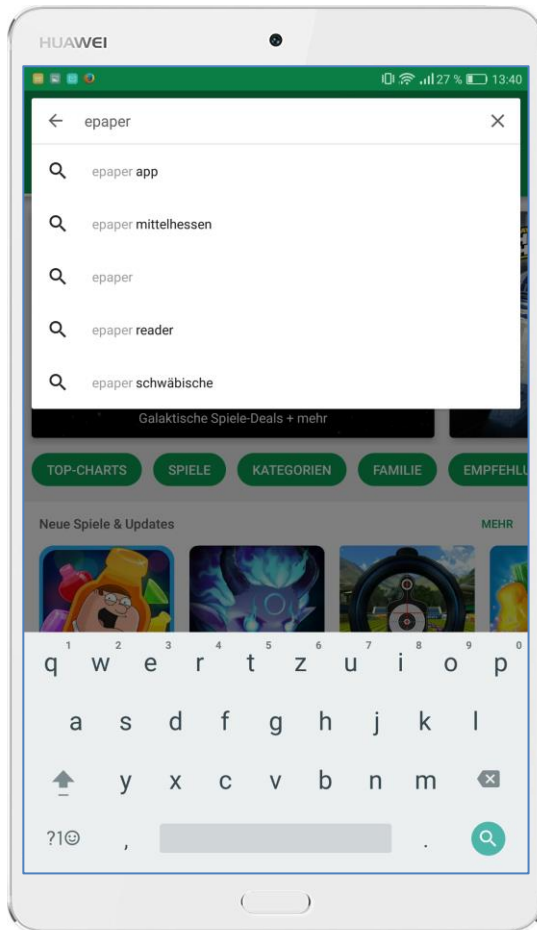 HUAWEI
27 % 13:40
epaper
epaper app
epaper mittelhessen
epaper
epaper reader
epaper schwäbische
Galaktische Spiele-Deals + mehr
TOP-CHARTS SPIELE KATEGORIEN FAMILIE EMPFEHLU
Neue Spiele & Updates MEHR
1 2 3 4 5 6 7 8 9 0
q w e r t z u i o p
a s d f g h j k l
y x c v b n m
?1☺ , .